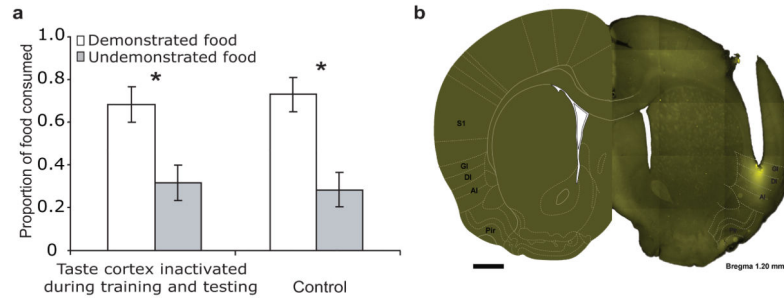 a
Demonstrated food
Undemonstrated food
Proportion of food consumed
1.0
0.8
0.6
0.4
0.2
0
*
*
Taste cortex inactivated
during training and testing
Control
b
S1
GI
DI
AI
Pir
GI
DI
AI
Bregma 1.20 mm